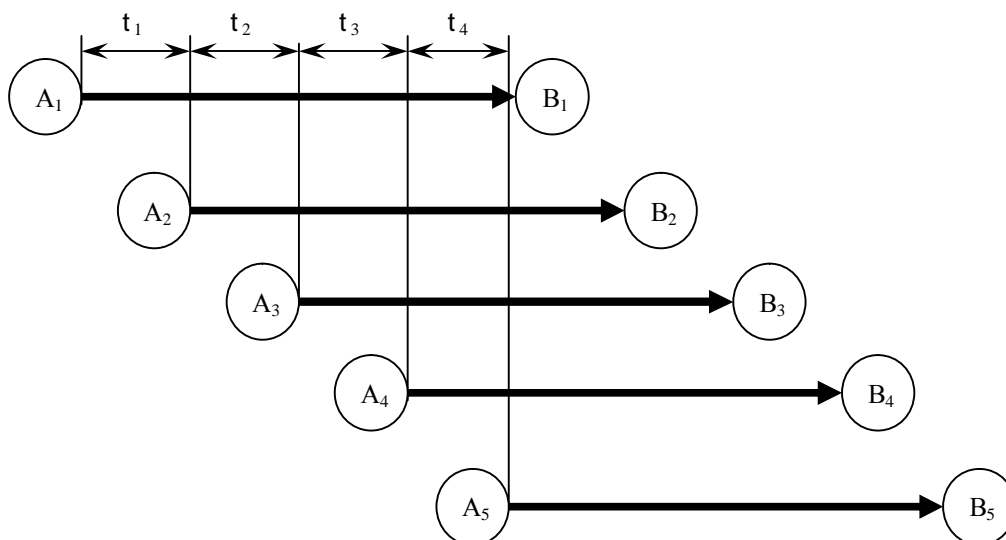 t₁ t₂ t₃ t₄
A₁ B₁
A₂ B₂
A₃ B₃
A₄ B₄
A₅ B₅